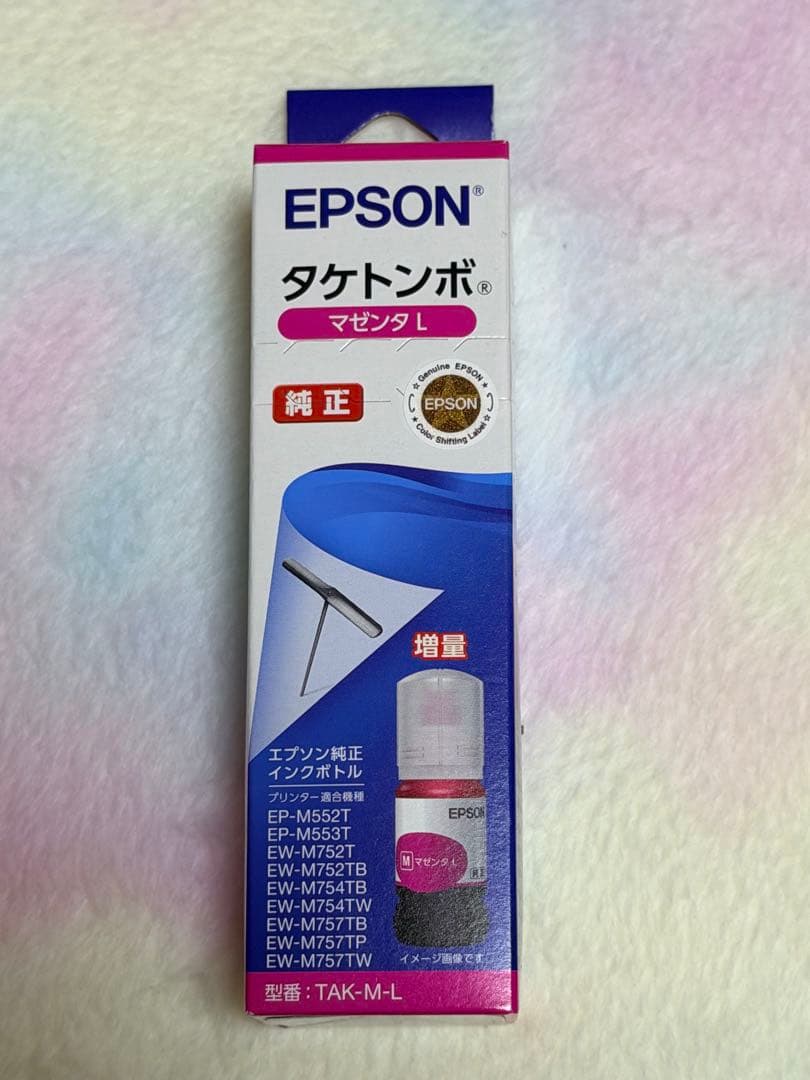 EPSON®
タケトンボ®
マゼンタ L
純正
☆ Genuine EPSON ★
EPSON
★ Color Shifting Label ☆
増量
エプソン純正
インクボトル
プリンター適合機種
EP-M552T
EP-M553T
EW-M752T
EW-M752TB
EW-M754TB
EW-M754TW
EW-M757TB
EW-M757TP
EW-M757TW
EPSON
M マゼンタ L
イメージ画像です
型番：TAK-M-L